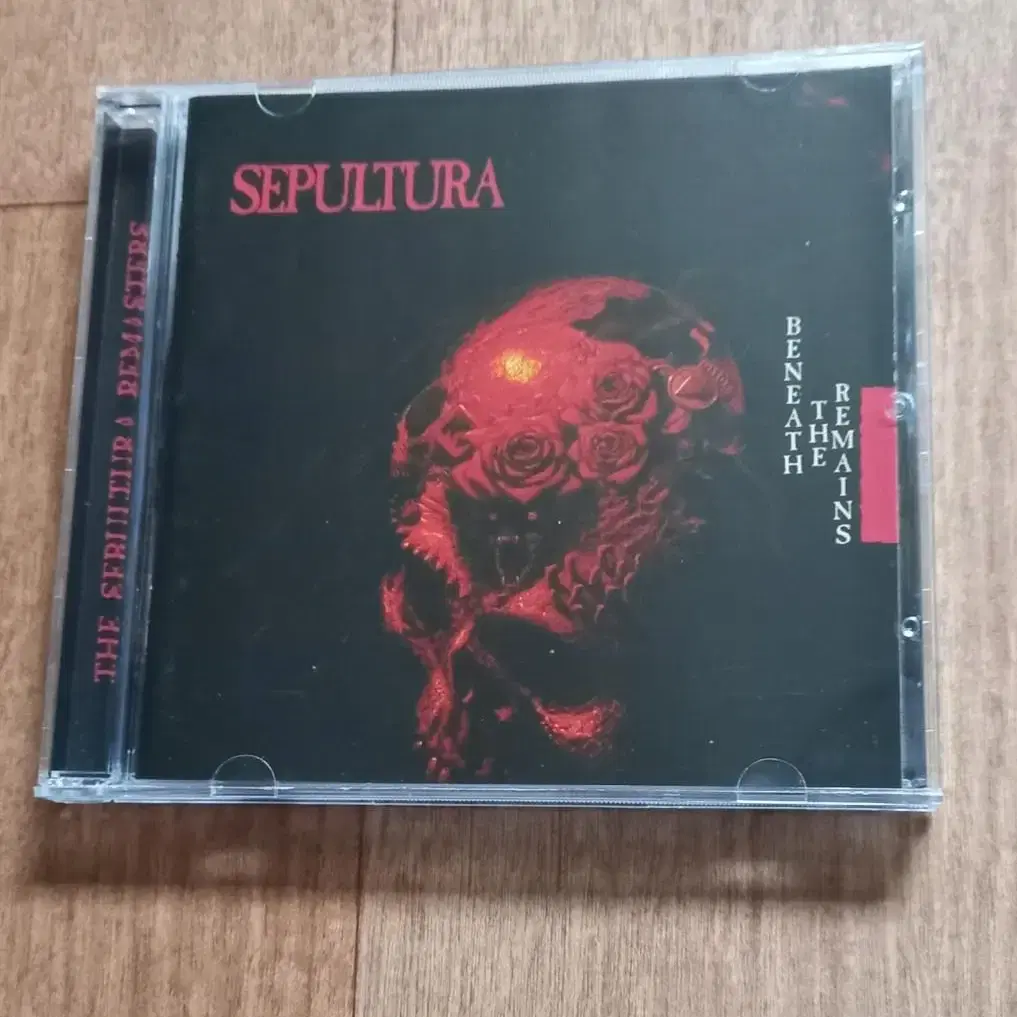 SEPULTURA
BENEATH
THE
REMAINS
THE SEPULTURA REMASTERS